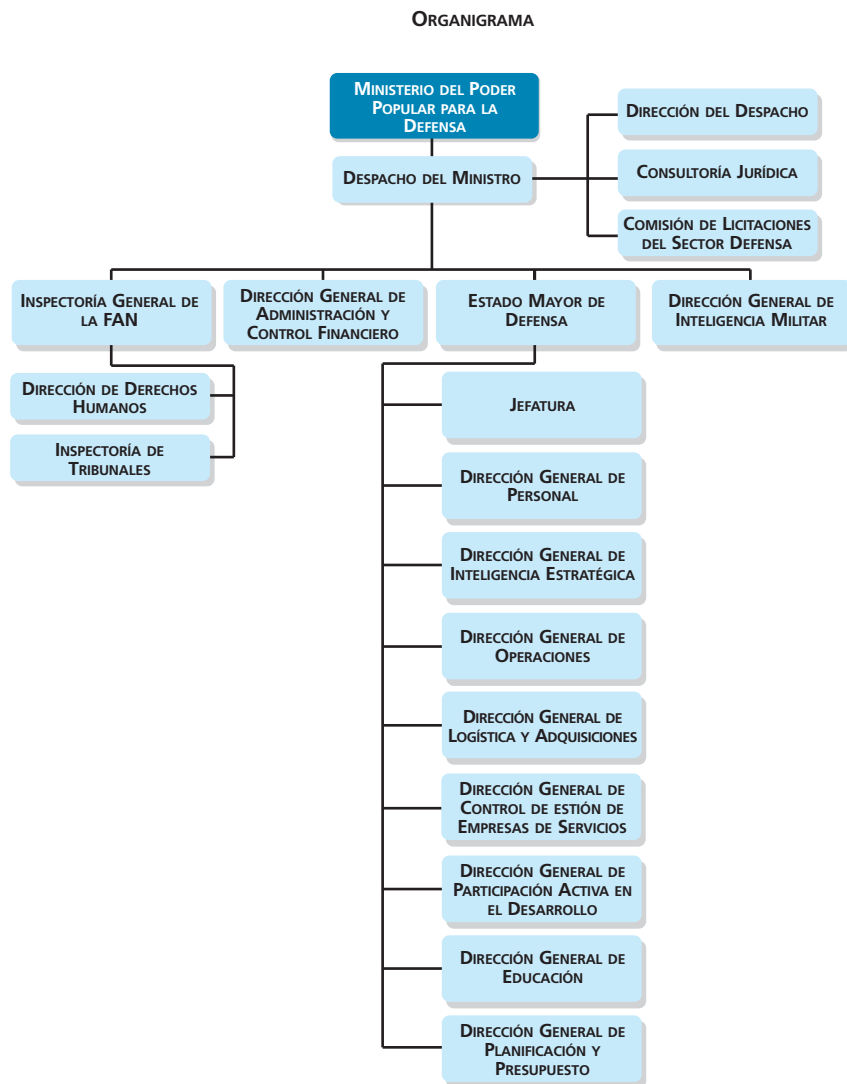 ORGANIGRAMA
MINISTERIO DEL PODER
POPULAR PARA LA
DEFENSA
DIRECCIÓN DEL DESPACHO
DESPACHO DEL MINISTRO
CONSULTORÍA JURÍDICA
COMISIÓN DE LICITACIONES
DEL SECTOR DEFENSA
INSPECTORÍA GENERAL DE
LA FAN
DIRECCIÓN GENERAL DE
ADMINISTRACIÓN Y
CONTROL FINANCIERO
ESTADO MAYOR DE
DEFENSA
DIRECCIÓN GENERAL DE
INTELIGENCIA MILITAR
DIRECCIÓN DE DERECHOS
HUMANOS
INSPECTORÍA DE
TRIBUNALES
JEFATURA
DIRECCIÓN GENERAL DE
PERSONAL
DIRECCIÓN GENERAL DE
INTELIGENCIA ESTRATÉGICA
DIRECCIÓN GENERAL DE
OPERACIONES
DIRECCIÓN GENERAL DE
LOGÍSTICA Y ADQUISICIONES
DIRECCIÓN GENERAL DE
CONTROL DE ESTIÓN DE
EMPRESAS DE SERVICIOS
DIRECCIÓN GENERAL DE
PARTICIPACIÓN ACTIVA EN
EL DESARROLLO
DIRECCIÓN GENERAL DE
EDUCACIÓN
DIRECCIÓN GENERAL DE
PLANIFICACIÓN Y
PRESUPUESTO